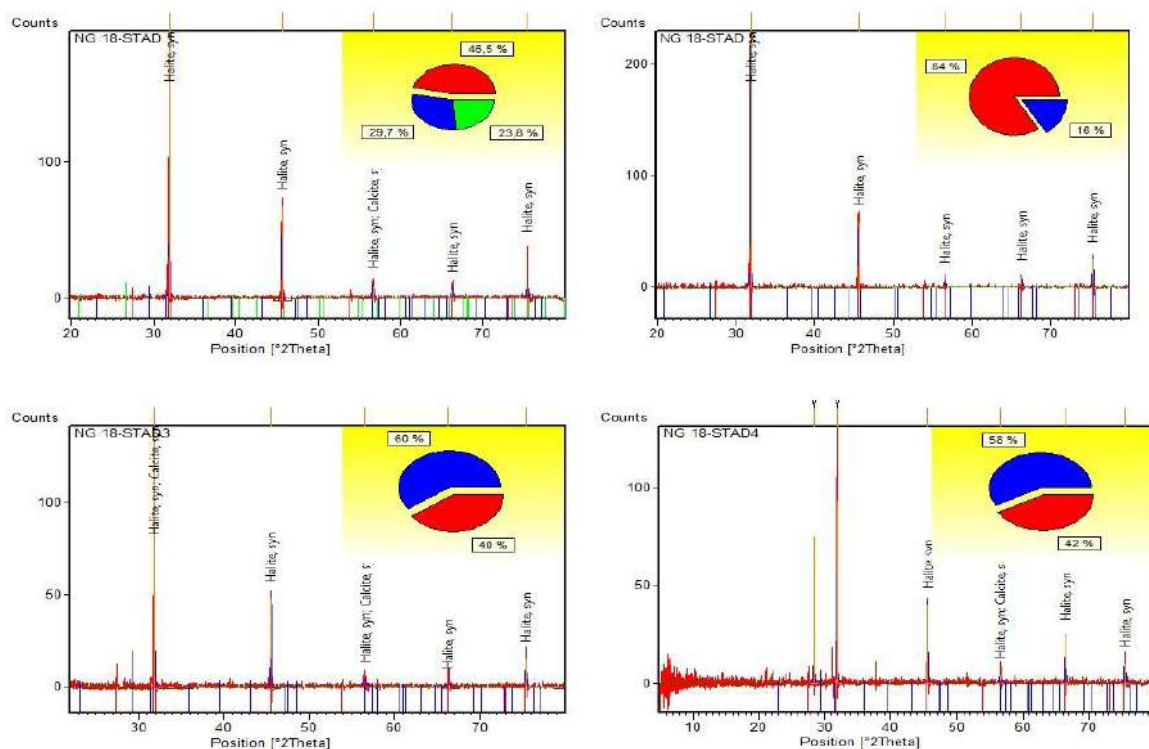 Counts
NG 18-STAD
Halite, syn
Halite, syn
Halite, syn; Calcite, s
Halite, syn
Halite, syn
46,5 %
29,7 %
23,8 %
100
0
20 30 40 50 60 70
Position [°2Theta]
Counts
NG 18-STAD
Halite, syn
Halite, syn
Halite, syn
Halite, syn
Halite, syn
84 %
16 %
200
100
0
20 30 40 50 60 70
Position [°2Theta]
Counts
NG 18-STAD3
Halite, syn; Calcite, s
Halite, syn
Halite, syn; Calcite, s
Halite, syn
Halite, syn
60 %
40 %
100
50
0
30 40 50 60 70
Position [°2Theta]
Counts
NG 18-STAD4
Halite, syn
Halite, syn; Calcite, s
Halite, syn
Halite, syn
58 %
42 %
100
50
0
10 20 30 40 50 60 70 80
Position [°2Theta]